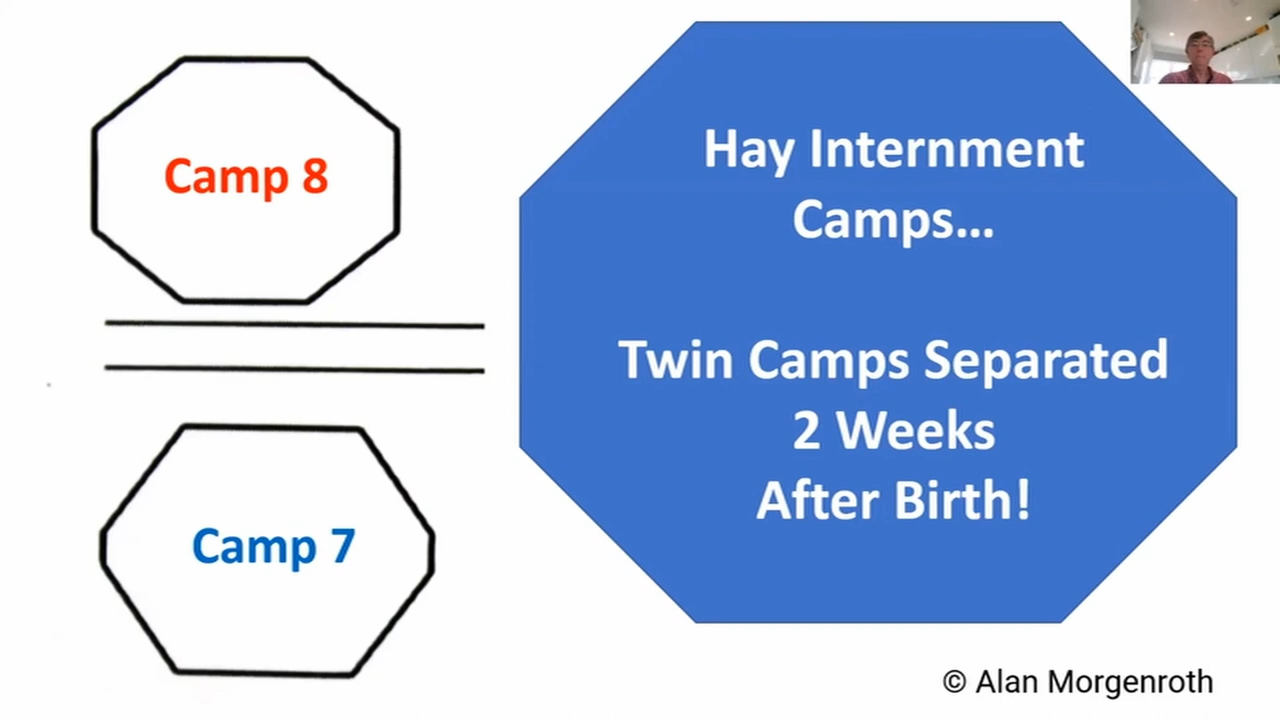 Camp 8
Camp 7
Hay Internment
Camps...
Twin Camps Separated
2 Weeks
After Birth!
© Alan Morgenroth